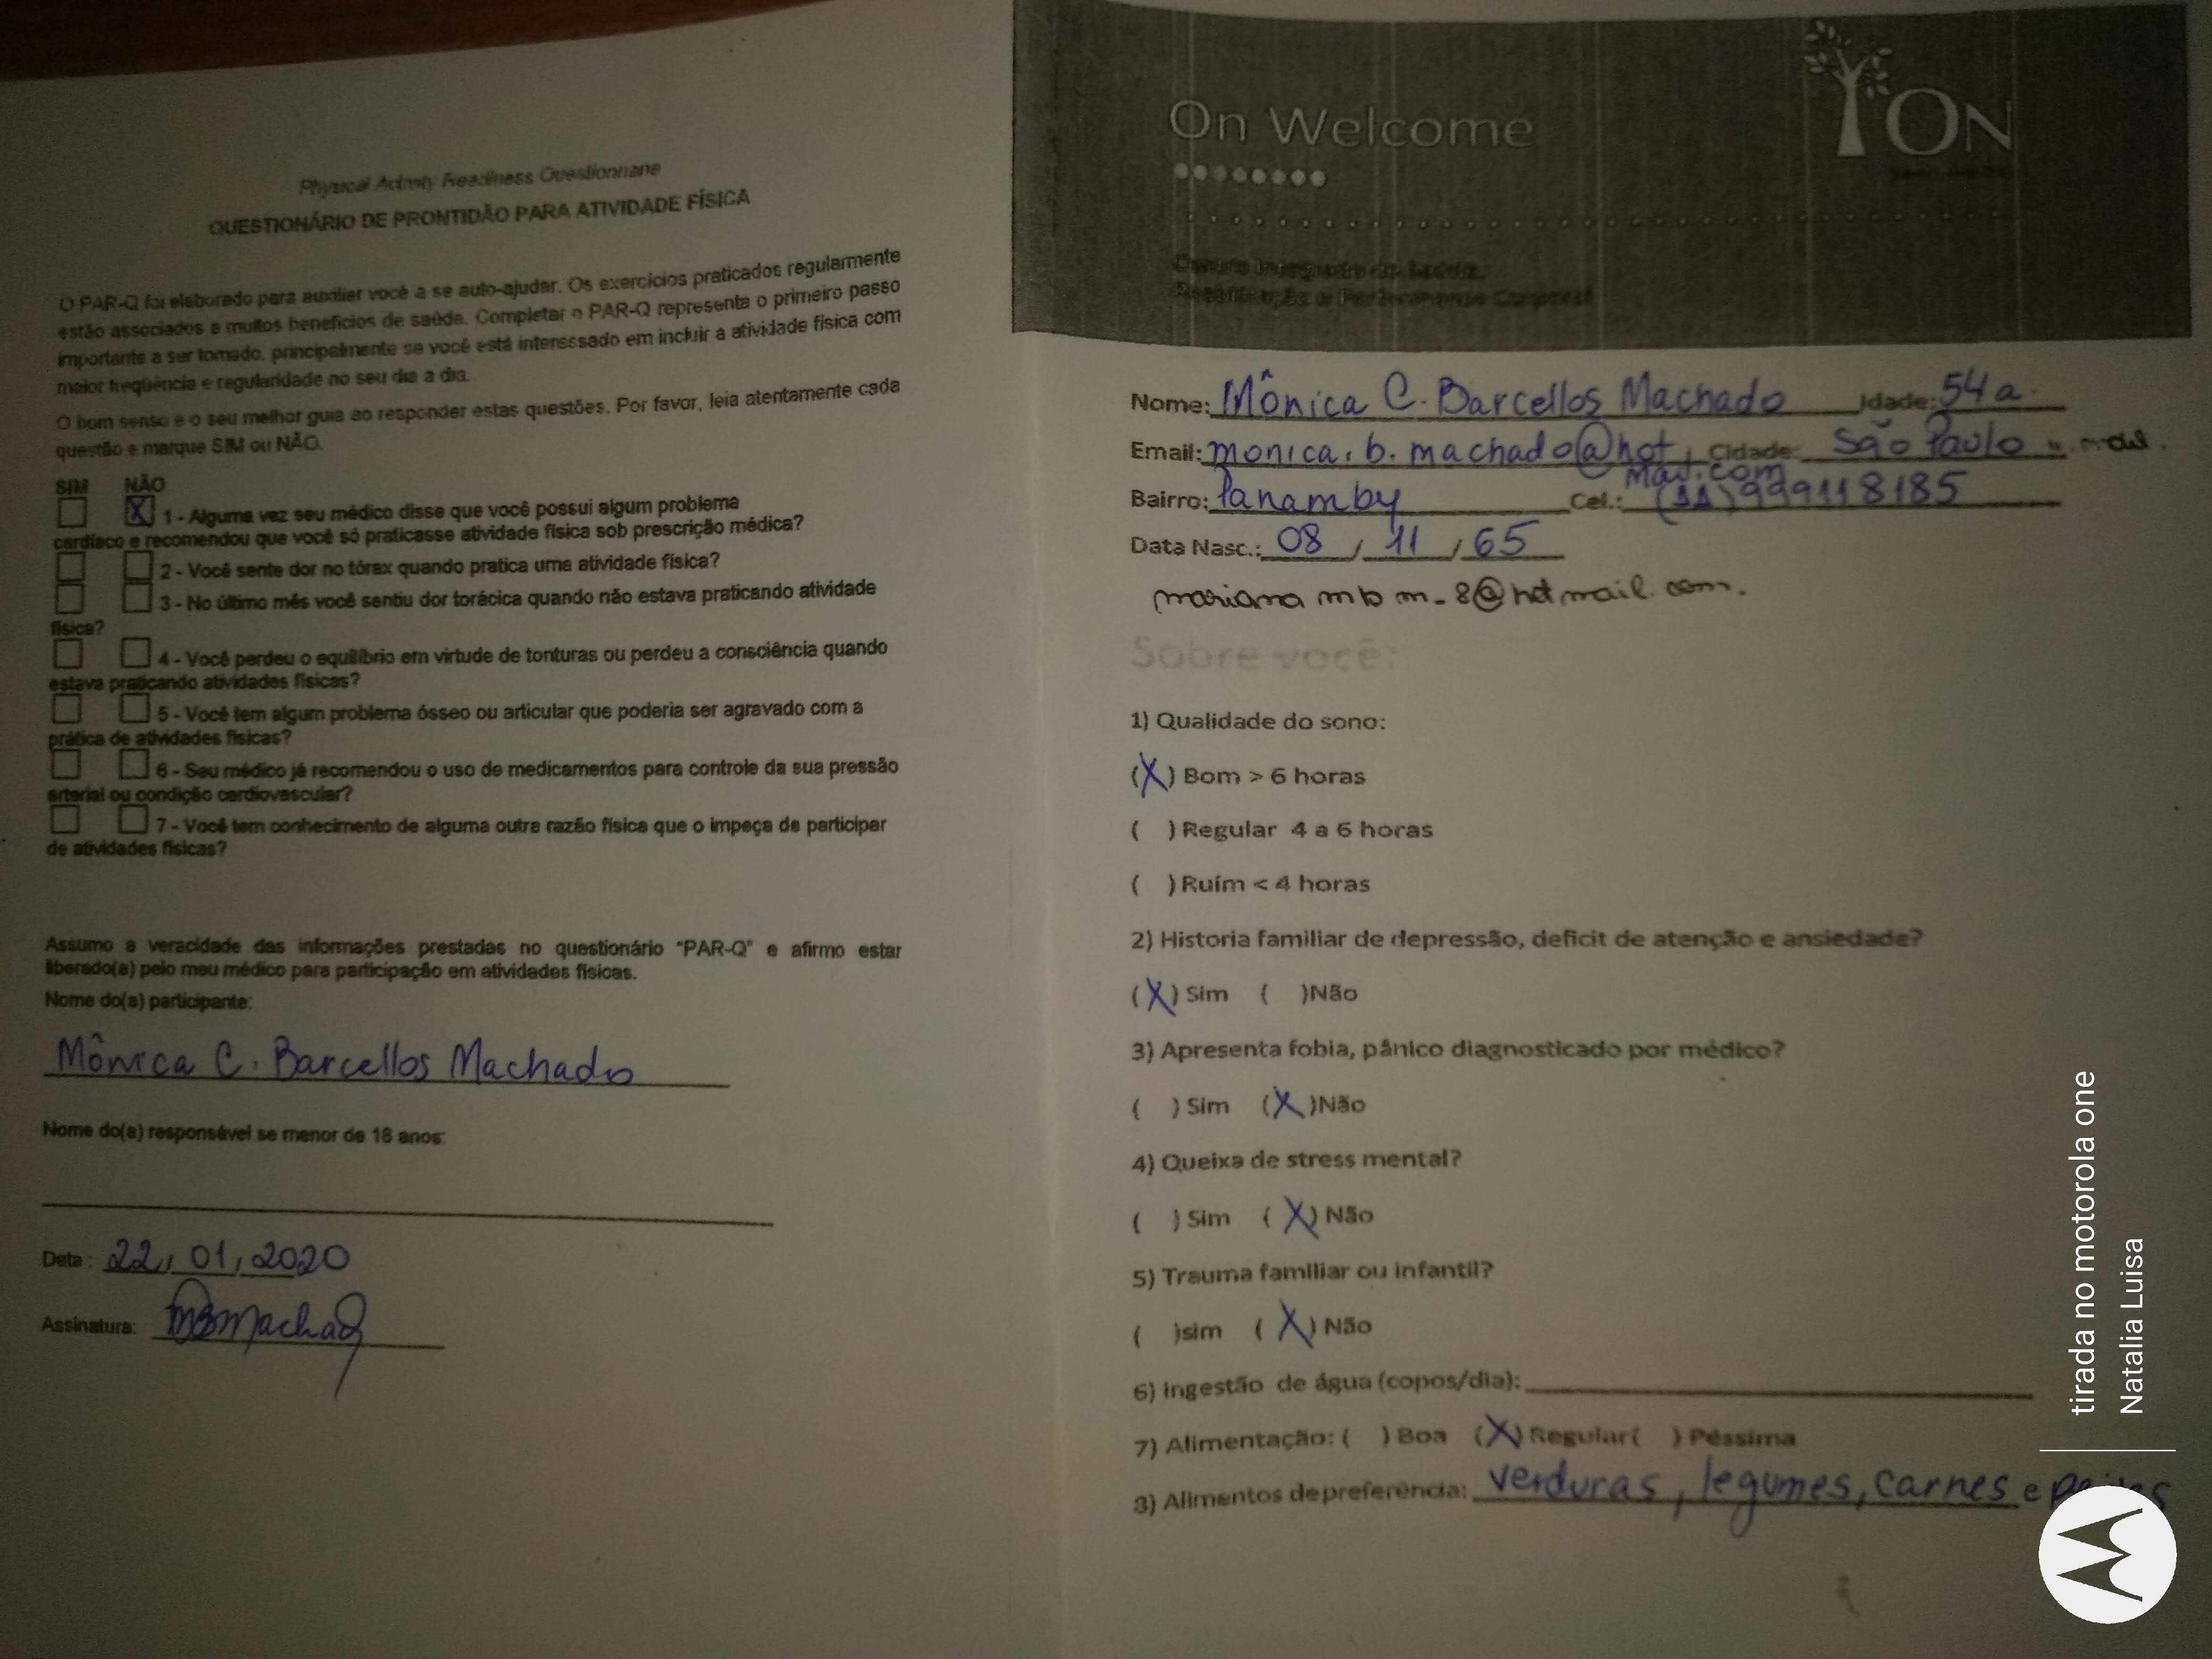 Physical Activity Readiness Questionnaire
QUESTIONÁRIO DE PRONTIDÃO PARA ATIVIDADE FÍSICA
O PAR-Q foi elaborado para auxiliar você a se auto-ajudar. Os exercícios praticados regularmente
estão associados a muitos benefícios de saúde. Completar o PAR-Q representa o primeiro passo
importante a ser tomado, principalmente se você está interessado em incluir a atividade física com
maior freqüência e regularidade no seu dia a dia.
O bom senso e o seu melhor guia ao responder estas questões. Por favor, leia atentamente cada
questão e marque SIM ou NÃO.
SIM NÃO
X 1 - Alguma vez seu médico disse que você possui algum problema
cardíaco e recomendou que você só praticasse atividade física sob prescrição médica?
2 - Você sente dor no tórax quando pratica uma atividade física?
3 - No último mês você sentiu dor torácica quando não estava praticando atividade
física?
4 - Você perdeu o equilíbrio em virtude de tonturas ou perdeu a consciência quando
estava praticando atividades físicas?
5 - Você tem algum problema ósseo ou articular que poderia ser agravado com a
prática de atividades físicas?
6 - Seu médico já recomendou o uso de medicamentos para controle da sua pressão
arterial ou condição cardiovascular?
7 - Você tem conhecimento de alguma outra razão física que o impeça de participar
de atividades físicas?
Assumo a veracidade das informações prestadas no questionário "PAR-Q" e afirmo estar
liberado(a) pelo meu médico para participação em atividades físicas.
Nome do(a) participante:
Mônica C. Barcellos Machado
Nome do(a) responsável se menor de 18 anos:
Data : 22, 01, 2020
Assinatura: MBMachado
On Welcome
ON
Nome: Mônica C. Barcellos Machado Idade: 54 a.
Email: monica.b.machado@hot Cidade: São Paulo
mail.com
Bairro: Panamby Cel.: (11) 999118185
Data Nasc.: 08 / 11 / 65
mariana mb m_8@hotmail.com.
Sobre você:
1) Qualidade do sono:
(X) Bom > 6 horas
( ) Regular 4 a 6 horas
( ) Ruím < 4 horas
2) Historia familiar de depressão, deficit de atenção e ansiedade?
(X) Sim ( )Não
3) Apresenta fobia, pânico diagnosticado por médico?
( ) Sim (X)Não
4) Queixa de stress mental?
( ) Sim (X) Não
5) Trauma familiar ou infantil?
( )sim (X) Não
6) Ingestão de água (copos/dia):
7) Alimentação: ( ) Boa (X) Regular( ) Péssima
8) Alimentos de preferência: verduras, legumes, carnes e
tirada no motorola one
Natalia Luisa